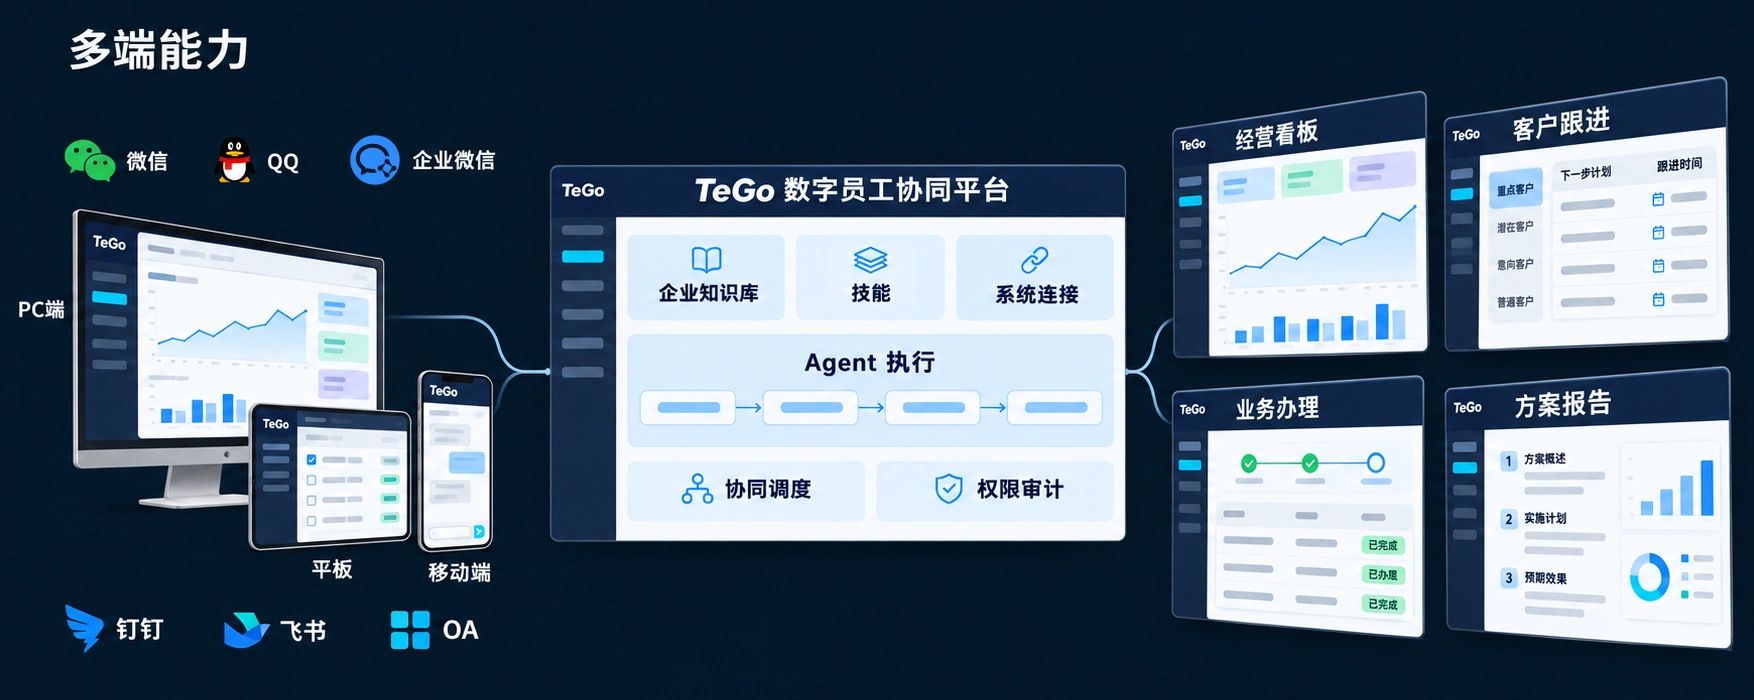 多端能力
微信
QQ
企业微信
PC端
TeGo
TeGo
TeGo
平板
移动端
钉钉
飞书
OA
TeGo
TeGo 数字员工协同平台
企业知识库
技能
系统连接
Agent 执行
协同调度
权限审计
TeGo
经营看板
TeGo
客户跟进
重点客户
潜在客户
意向客户
普通客户
下一步计划
跟进时间
TeGo
业务办理
已完成
已办理
已完成
TeGo
方案报告
1
方案概述
2
实施计划
3
预期效果